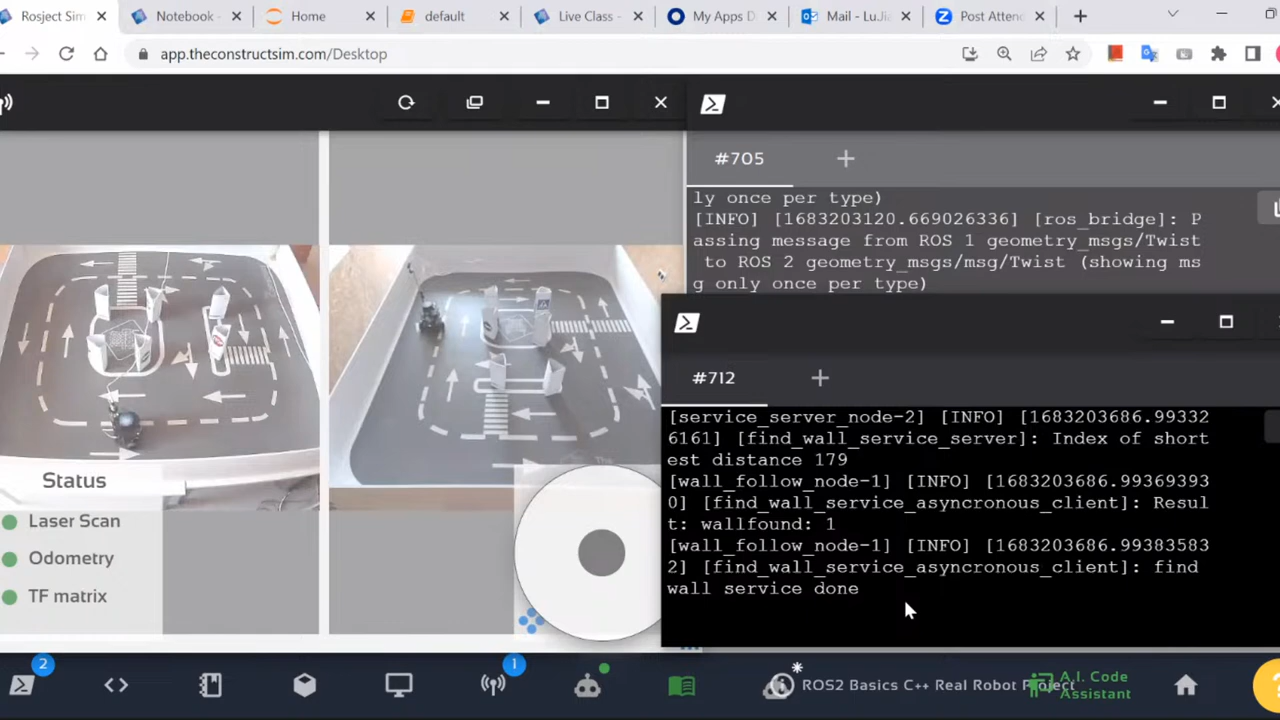 Rosject Sim
Notebook -
Home
default
Live Class -
My Apps D
Mail - LuJia
Post Attend
app.theconstructsim.com/Desktop
#705
ly once per type)
[INFO] [1683203120.669026336] [ros_bridge]: P
assing message from ROS 1 geometry_msgs/Twist
 to ROS 2 geometry_msgs/msg/Twist (showing ms
g only once per type)
#712
[service_server_node-2] [INFO] [1683203686.99332
6161] [find_wall_service_server]: Index of short
est distance 179
[wall_follow_node-1] [INFO] [1683203686.99369393
0] [find_wall_service_asyncronous_client]: Resul
t: wallfound: 1
[wall_follow_node-1] [INFO] [1683203686.99383583
2] [find_wall_service_asyncronous_client]: find
wall service done
Status
Laser Scan
Odometry
TF matrix
2
1
ROS2 Basics C++ Real Robot Project
A.I. Code
Assistant
?